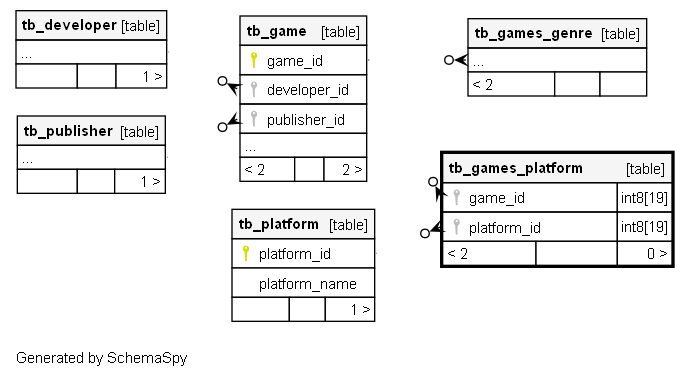 tb_developer [table]
...
1 >
tb_publisher [table]
...
1 >
tb_game [table]
game_id
developer_id
publisher_id
...
< 2 2 >
tb_platform [table]
platform_id
platform_name
1 >
tb_games_genre [table]
...
< 2
tb_games_platform [table]
game_id int8[19]
platform_id int8[19]
< 2 0 >
Generated by SchemaSpy